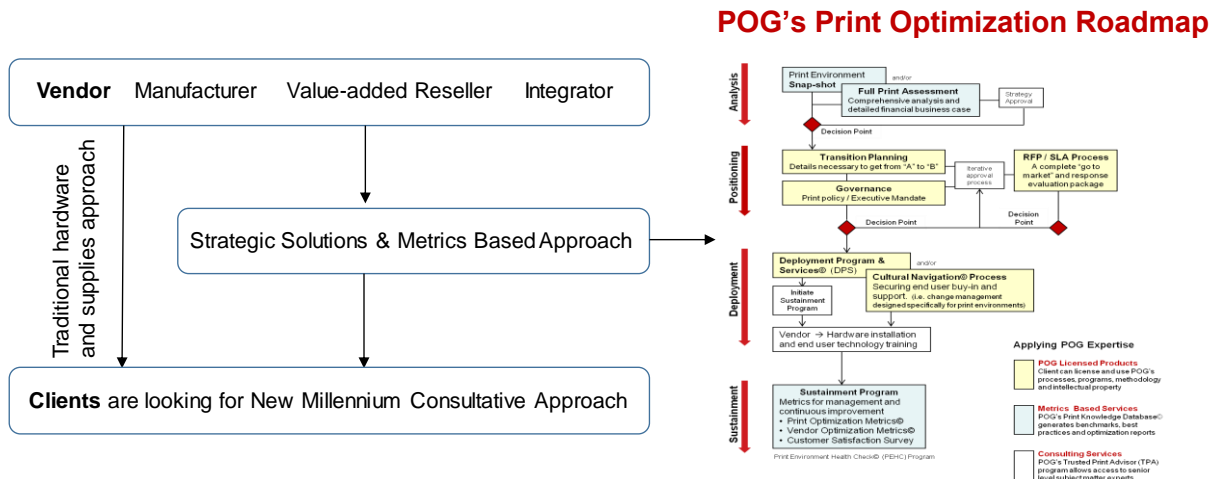 POG's Print Optimization Roadmap
Vendor Manufacturer Value-added Reseller Integrator
Traditional hardware
and supplies approach
Strategic Solutions & Metrics Based Approach
Clients are looking for New Millennium Consultative Approach
Analysis
Print Environment
Snap-shot
and/or
Full Print Assessment
Comprehensive analysis and
detailed financial business case
Strategy
Approval
Decision Point
Positioning
Transition Planning
Details necessary to get from "A" to "B"
Governance
Print policy / Executive Mandate
Iterative
approval
process
RFP / SLA Process
A complete "go to
market" and response
evaluation package
Decision Point
Decision
Point
Deployment
Deployment Program &
Services© (DPS)
and/or
Cultural Navigation© Process
Securing end user buy-in and
support. (i.e. change management
designed specifically for print environments)
Initiate
Sustainment
Program
Vendor → Hardware installation
and end user technology training
Sustainment
Sustainment Program
Metrics for management and
continuous improvement
• Print Optimization Metrics©
• Vendor Optimization Metrics©
• Customer Satisfaction Survey
Print Environment Health Check© (PEHC) Program
Applying POG Expertise
POG Licensed Products
Client can license and use POG's
processes, programs, methodology
and intellectual property
Metrics Based Services
POG's Print Knowledge Database©
generates benchmarks, best
practices and optimization reports
Consulting Services
POG's Trusted Print Advisor (TPA)
program allows access to senior
level subject matter experts